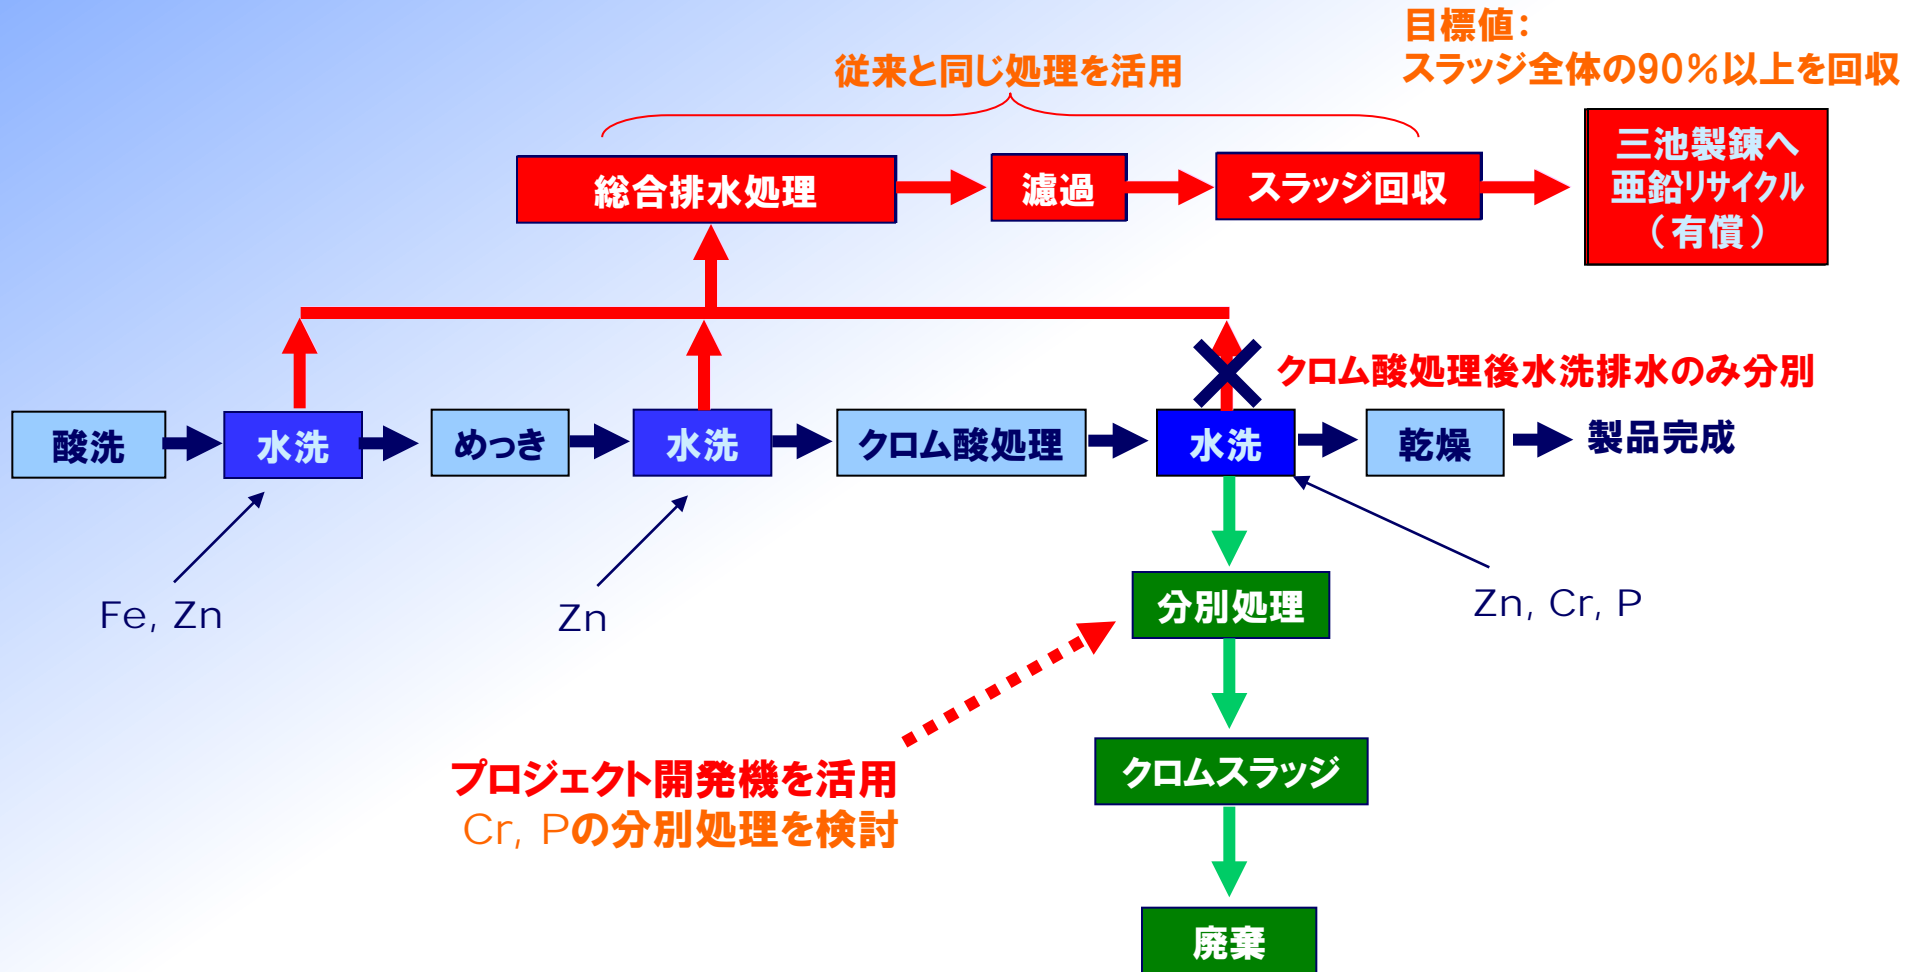 目標値：
スラッジ全体の90％以上を回収
従来と同じ処理を活用
総合排水処理
濾過
スラッジ回収
三池製錬へ
亜鉛リサイクル
（有償）
クロム酸処理後水洗排水のみ分別
酸洗
水洗
めっき
水洗
クロム酸処理
水洗
乾燥
製品完成
Fe, Zn
Zn
Zn, Cr, P
分別処理
プロジェクト開発機を活用
Cr, Pの分別処理を検討
クロムスラッジ
廃棄